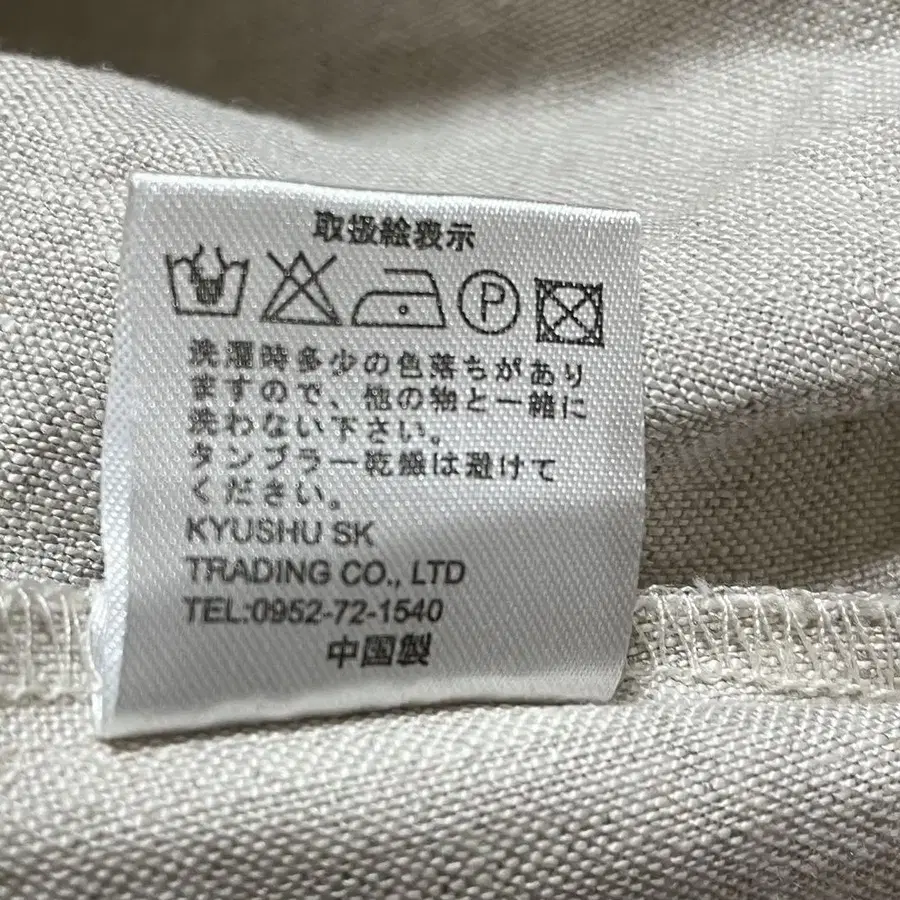 取扱絵表示
P
洗濯時多少の色落ちがあり
ますので、他の物と一緒に
洗わない下さい。
タンブラー乾燥は避けて
ください。
KYUSHU SK
TRADING CO., LTD
TEL:0952-72-1540
中国製